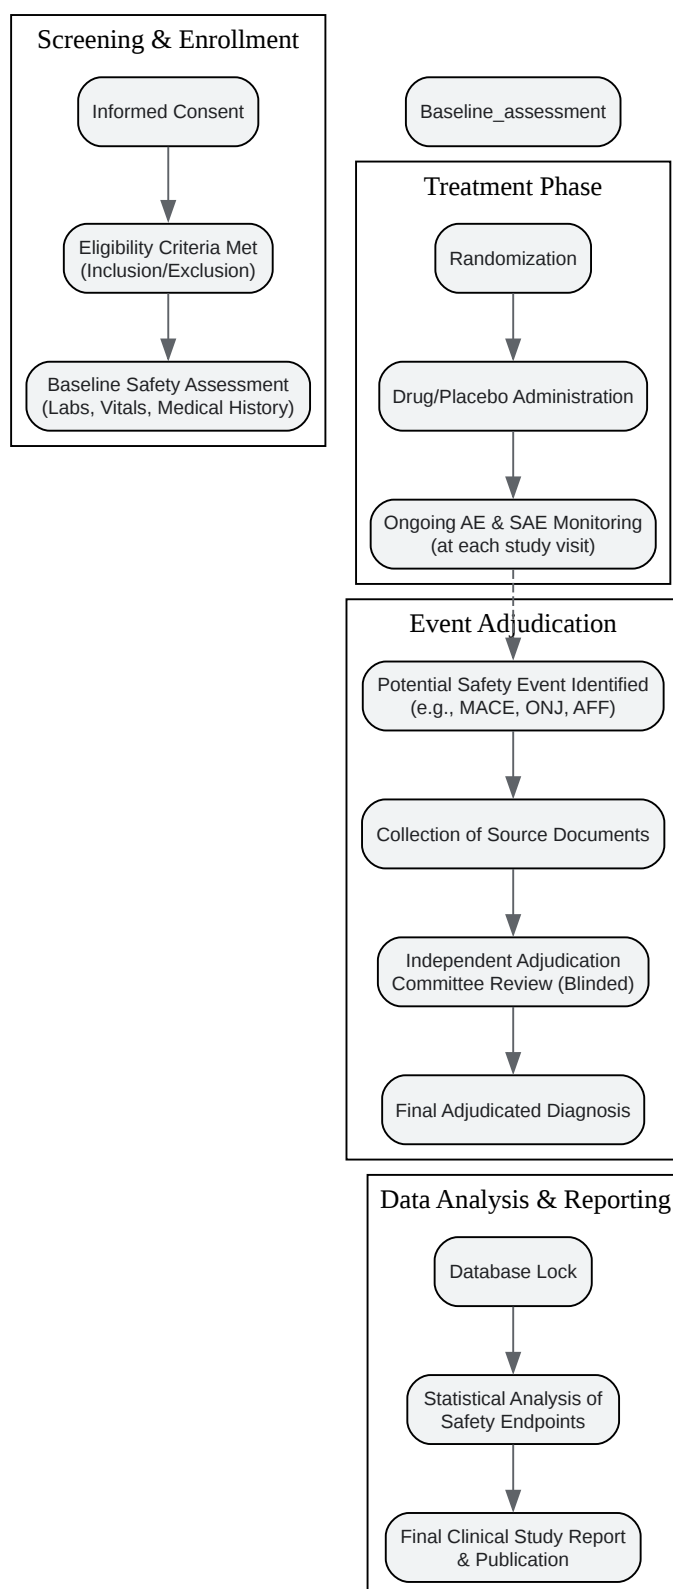 Screening & Enrollment
Informed Consent
Eligibility Criteria Met
(Inclusion/Exclusion)
Baseline Safety Assessment
(Labs, Vitals, Medical History)
Baseline_assessment
Treatment Phase
Randomization
Drug/Placebo Administration
Ongoing AE & SAE Monitoring
(at each study visit)
Event Adjudication
Potential Safety Event Identified
(e.g., MACE, ONJ, AFF)
Collection of Source Documents
Independent Adjudication
Committee Review (Blinded)
Final Adjudicated Diagnosis
Data Analysis & Reporting
Database Lock
Statistical Analysis of
Safety Endpoints
Final Clinical Study Report
& Publication